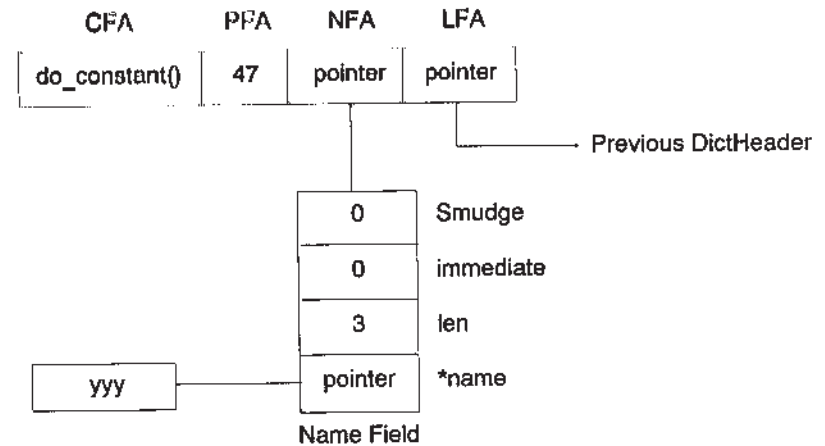 CFA PFA NFA LFA
do_constant() 47 pointer pointer
Previous DictHeader
0 Smudge
0 immediate
3 len
yyy pointer *name
Name Field